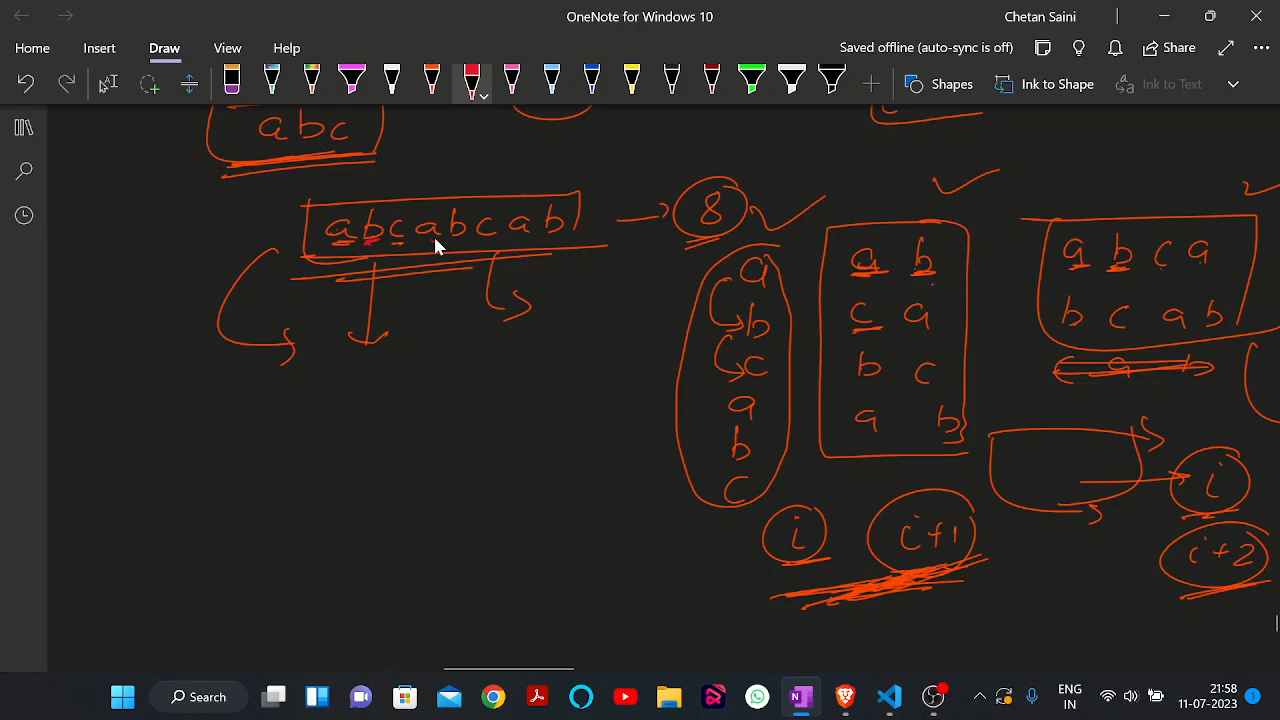 OneNote for Windows 10
Chetan Saini
Home Insert Draw View Help
Saved offline (auto-sync is off)
Share
Shapes
Ink to Shape
Ink to Text
abc
abcabcab
8
a
b
c
a
b
c
a b
c a
b c
a b
a b c a
b c a b
c a b
i
i+1
i
i+2
Search
ENG
IN
21:58
11-07-2023